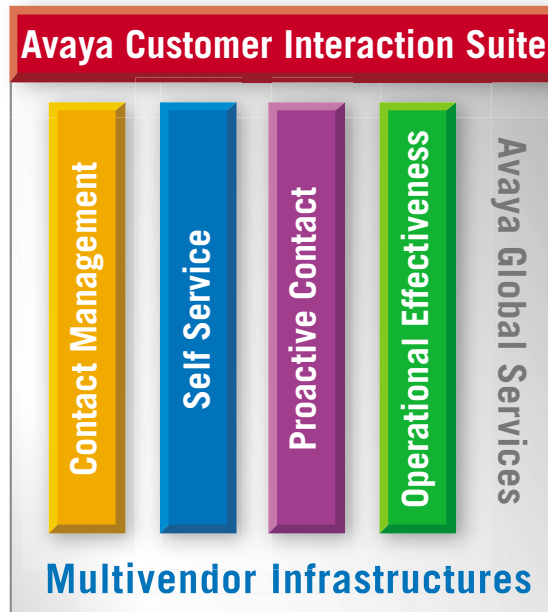 Avaya Customer Interaction Suite
Contact Management
Self Service
Proactive Contact
Operational Effectiveness
Avaya Global Services
Multivendor Infrastructures